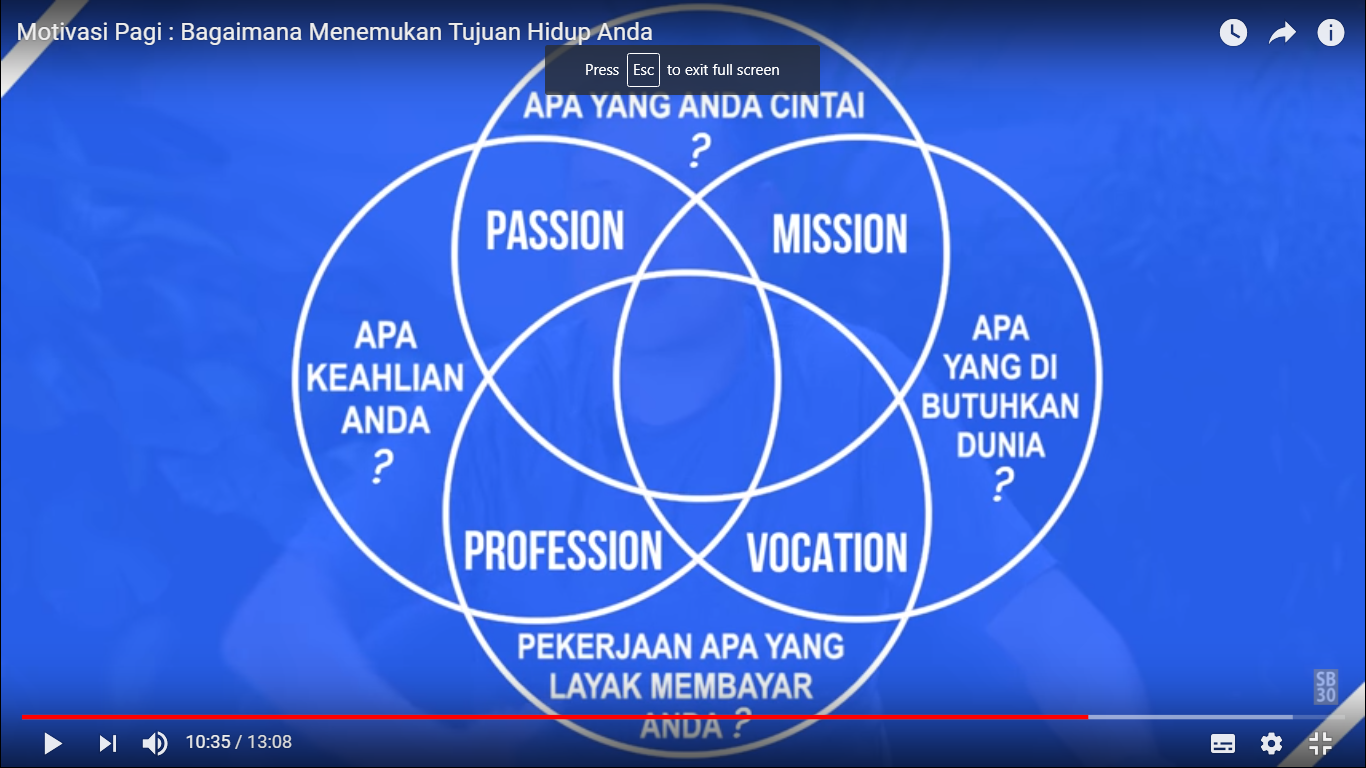 Motivasi Pagi : Bagaimana Menemukan Tujuan Hidup Anda
Press Esc to exit full screen
APA YANG ANDA CINTAI
?
PASSION
MISSION
APA
KEAHLIAN
ANDA
?
APA
YANG DI
BUTUHKAN
DUNIA
?
PROFESSION
VOCATION
PEKERJAAN APA YANG
LAYAK MEMBAYAR
ANDA ?
SB
30
10:35 / 13:08